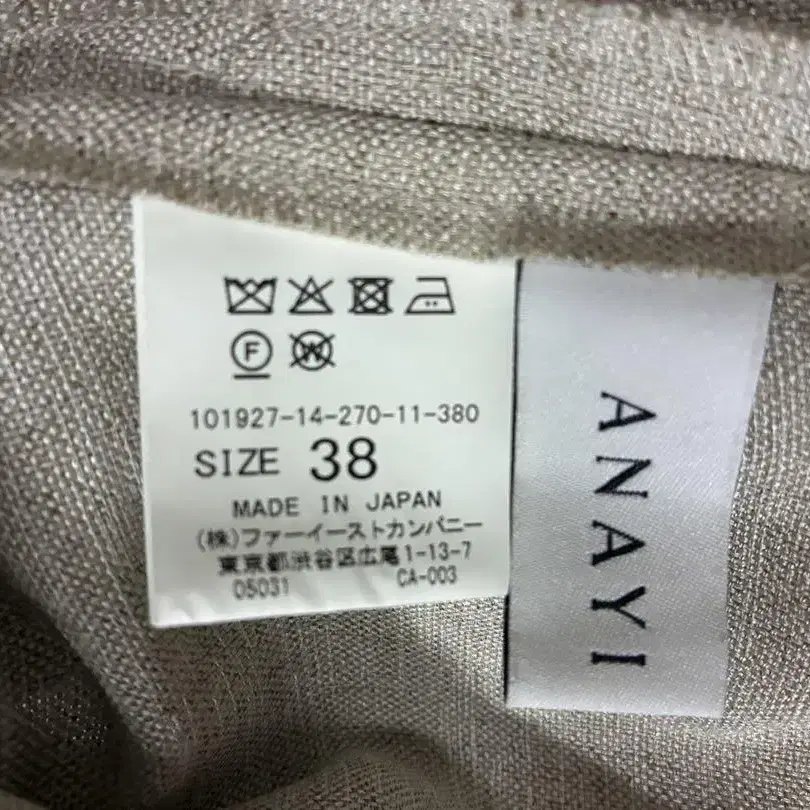 F
W
101927-14-270-11-380
SIZE 38
MADE IN JAPAN
(株)ファーイーストカンパニー
東京都渋谷区広尾1-13-7
05031 CA-003
ANAYI